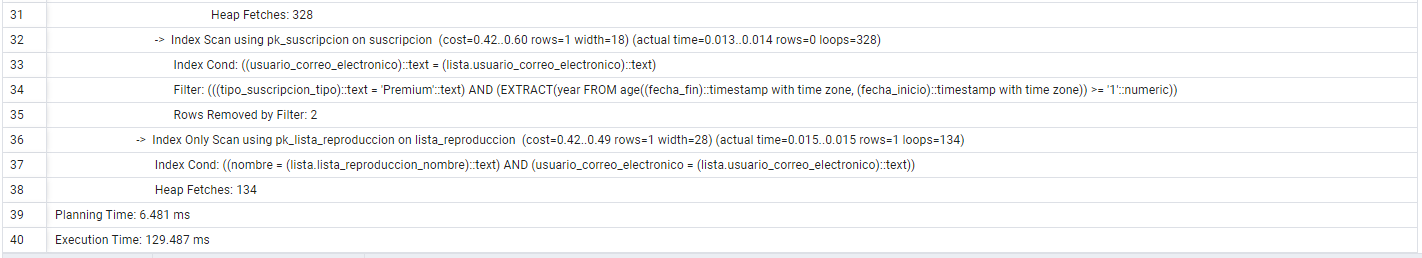 31 Heap Fetches: 328
32 -> Index Scan using pk_suscripcion on suscripcion (cost=0.42..0.60 rows=1 width=18) (actual time=0.013..0.014 rows=0 loops=328)
33 Index Cond: ((usuario_correo_electronico)::text = (lista.usuario_correo_electronico)::text)
34 Filter: (((tipo_suscripcion_tipo)::text = 'Premium'::text) AND (EXTRACT(year FROM age((fecha_fin)::timestamp with time zone, (fecha_inicio)::timestamp with time zone)) >= '1'::numeric))
35 Rows Removed by Filter: 2
36 -> Index Only Scan using pk_lista_reproduccion on lista_reproduccion (cost=0.42..0.49 rows=1 width=28) (actual time=0.015..0.015 rows=1 loops=134)
37 Index Cond: ((nombre = (lista.lista_reproduccion_nombre)::text) AND (usuario_correo_electronico = (lista.usuario_correo_electronico)::text))
38 Heap Fetches: 134
39 Planning Time: 6.481 ms
40 Execution Time: 129.487 ms